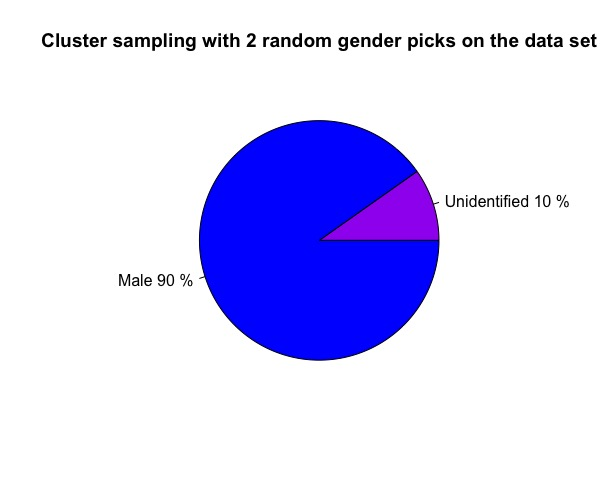 Cluster sampling with 2 random gender picks on the data set
Unidentified 10 %
Male 90 %